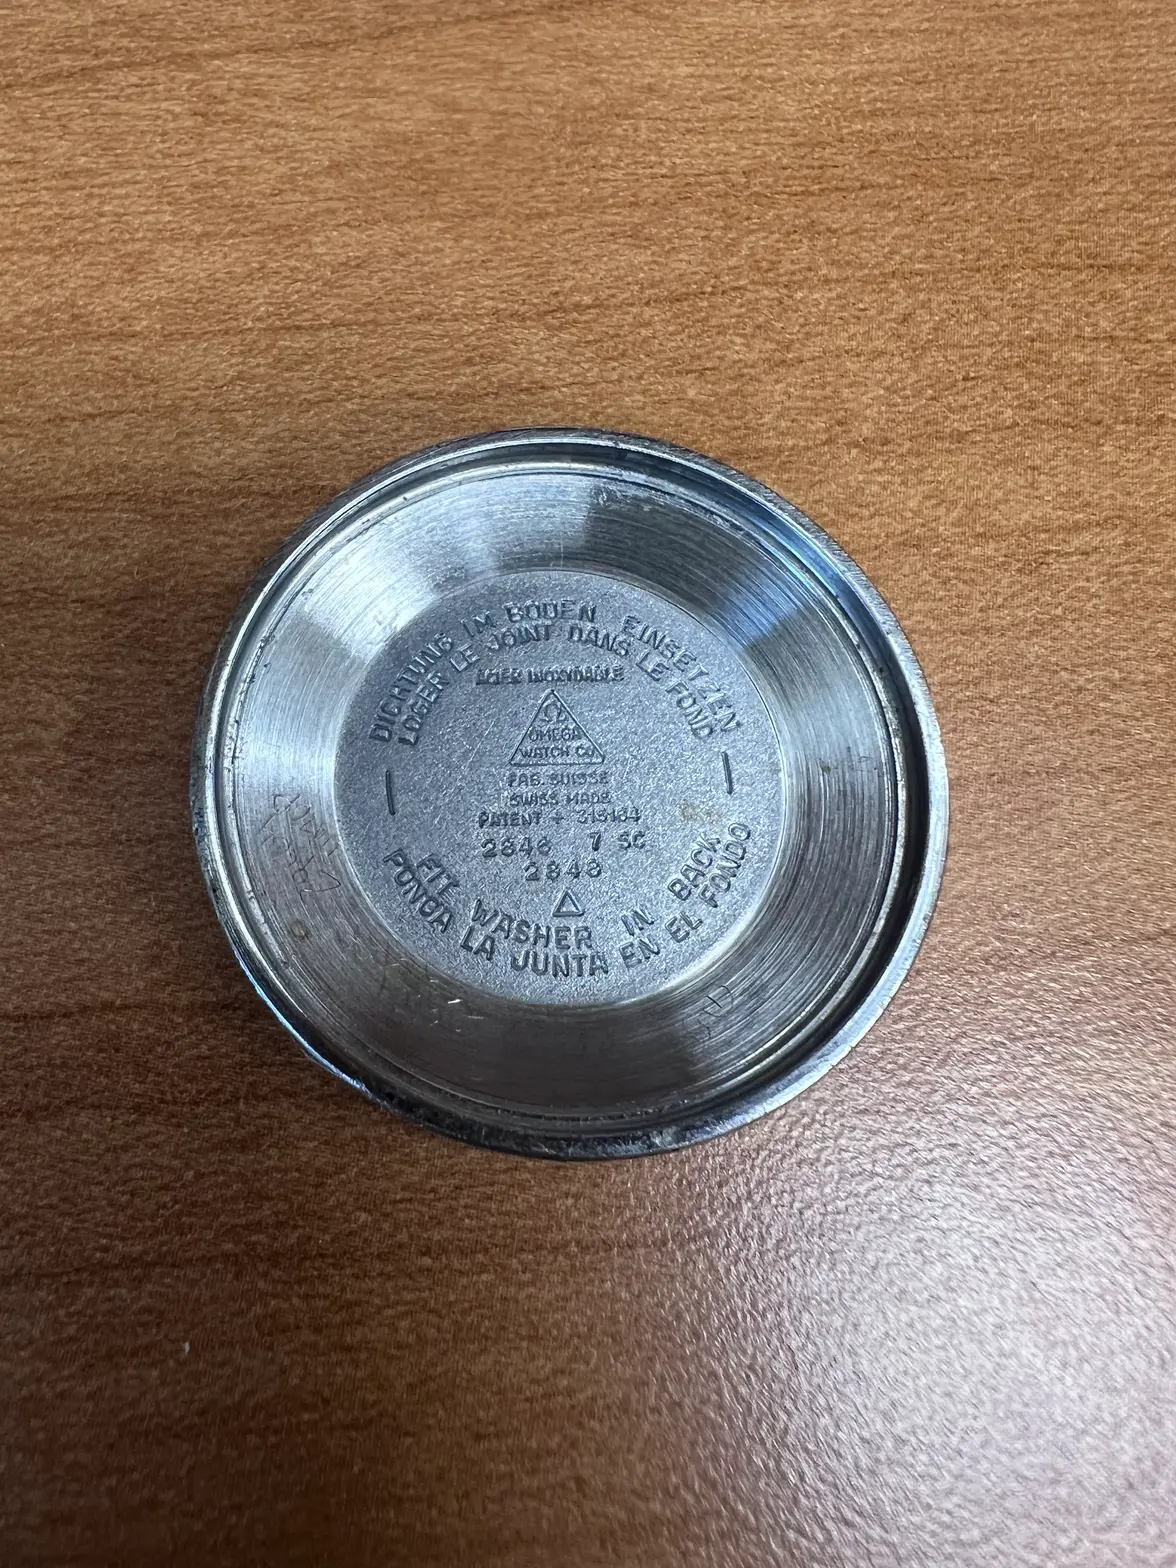 DICHTUNG IM BODEN EINSETZEN
LOGER LE JOINT DANS LE FOND
ACIER INOXYDABLE
Ω
OMEGA
WATCH Co
FAB. SUISSE
SWISS MADE
PATENT + 313184
2846 7 SC
2848
FIT WASHER IN BACK.
PONGA LA JUNTA EN EL FONDO